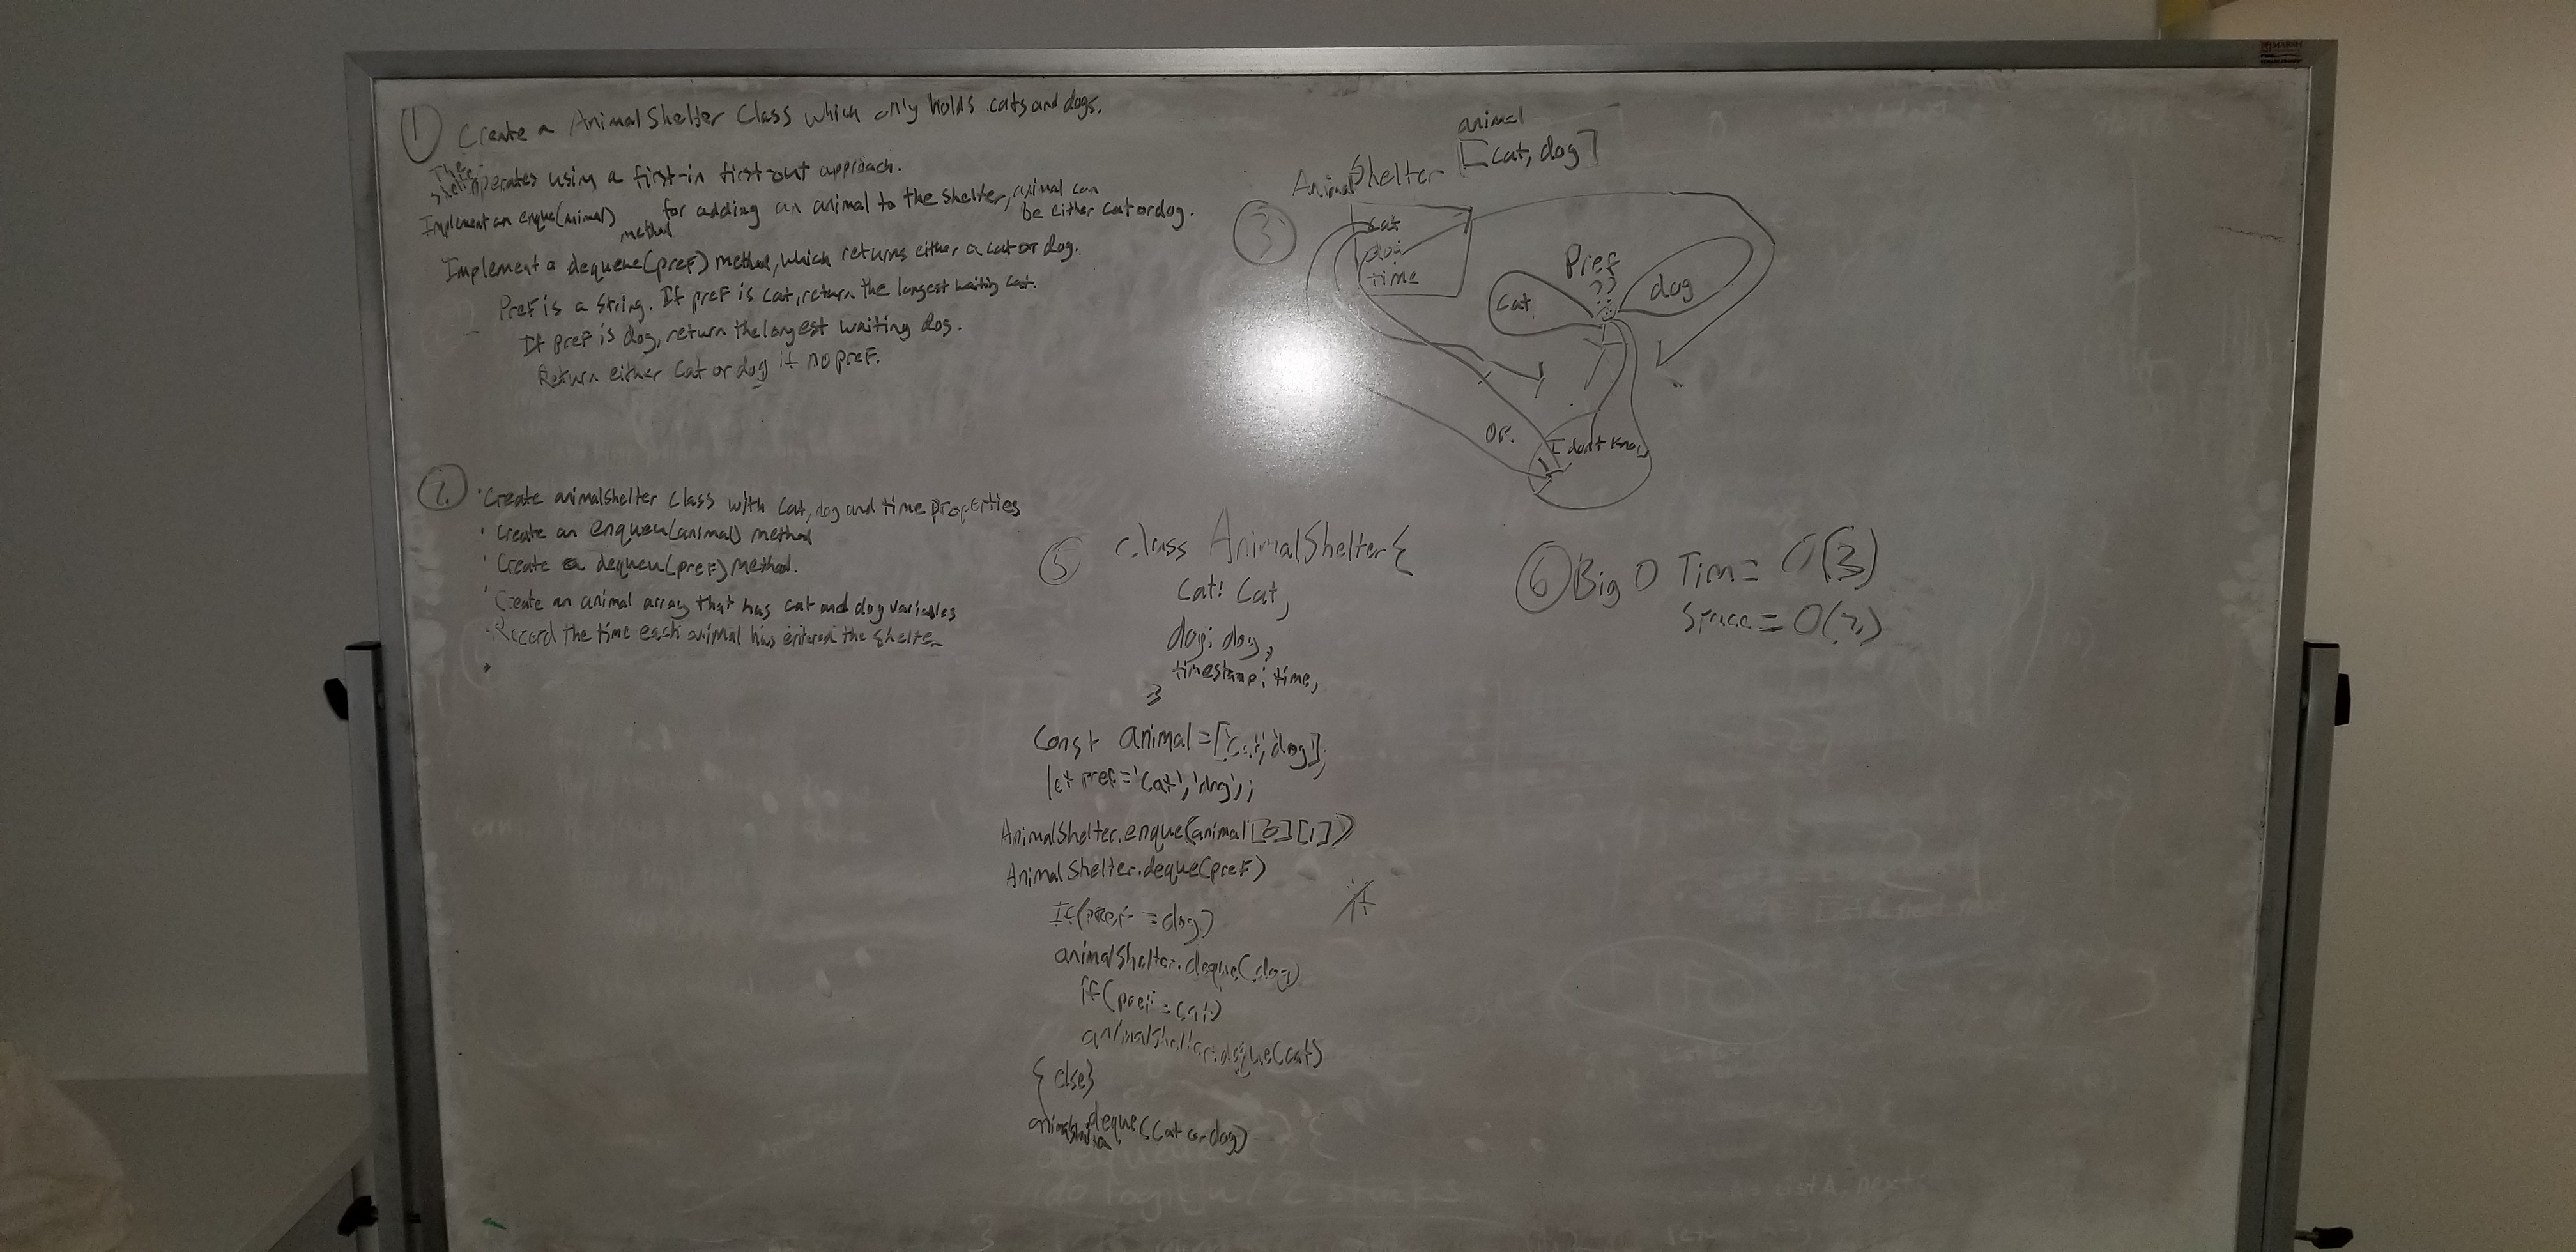 ① Create a AnimalShelter Class which only holds cats and dogs.
The shelter operates using a first-in first-out approach.
Implement an enque(animal) method for adding an animal to the shelter, animal can be either cat or dog.
Implement a dequeue(pref) method, which returns either a cat or dog.
Pref is a string. If pref is cat, return the longest waiting cat.
If pref is dog, return the longest waiting dog.
Return either cat or dog if no pref.
② · Create animalshelter class with cat, dog and time properties
· Create an enqueu(animal) method
· Create a dequeu(pref) method.
· Create an animal array that has cat and dog variables
· Record the time each animal has entered the shelter
③
animal
AnimalShelter [cat, dog]
cat
dog
time
Pref
??
cat
dog
or.
I dont know
⑤ class AnimalShelter {
Cat: Cat,
dog: dog,
timestamp: time,
}
Const animal = ['cat', 'dog'];
let pref = 'cat', 'dog';
AnimalShelter.enque(animal[0][1])
AnimalShelter.deque(pref)
If(pref = dog)
animalShelter.deque(dog)
if(pref = cat)
animalShelter.deque(cat)
{else}
deque(cat or dog)
⑥ Big O Tim = O(3)
Space = O(2)